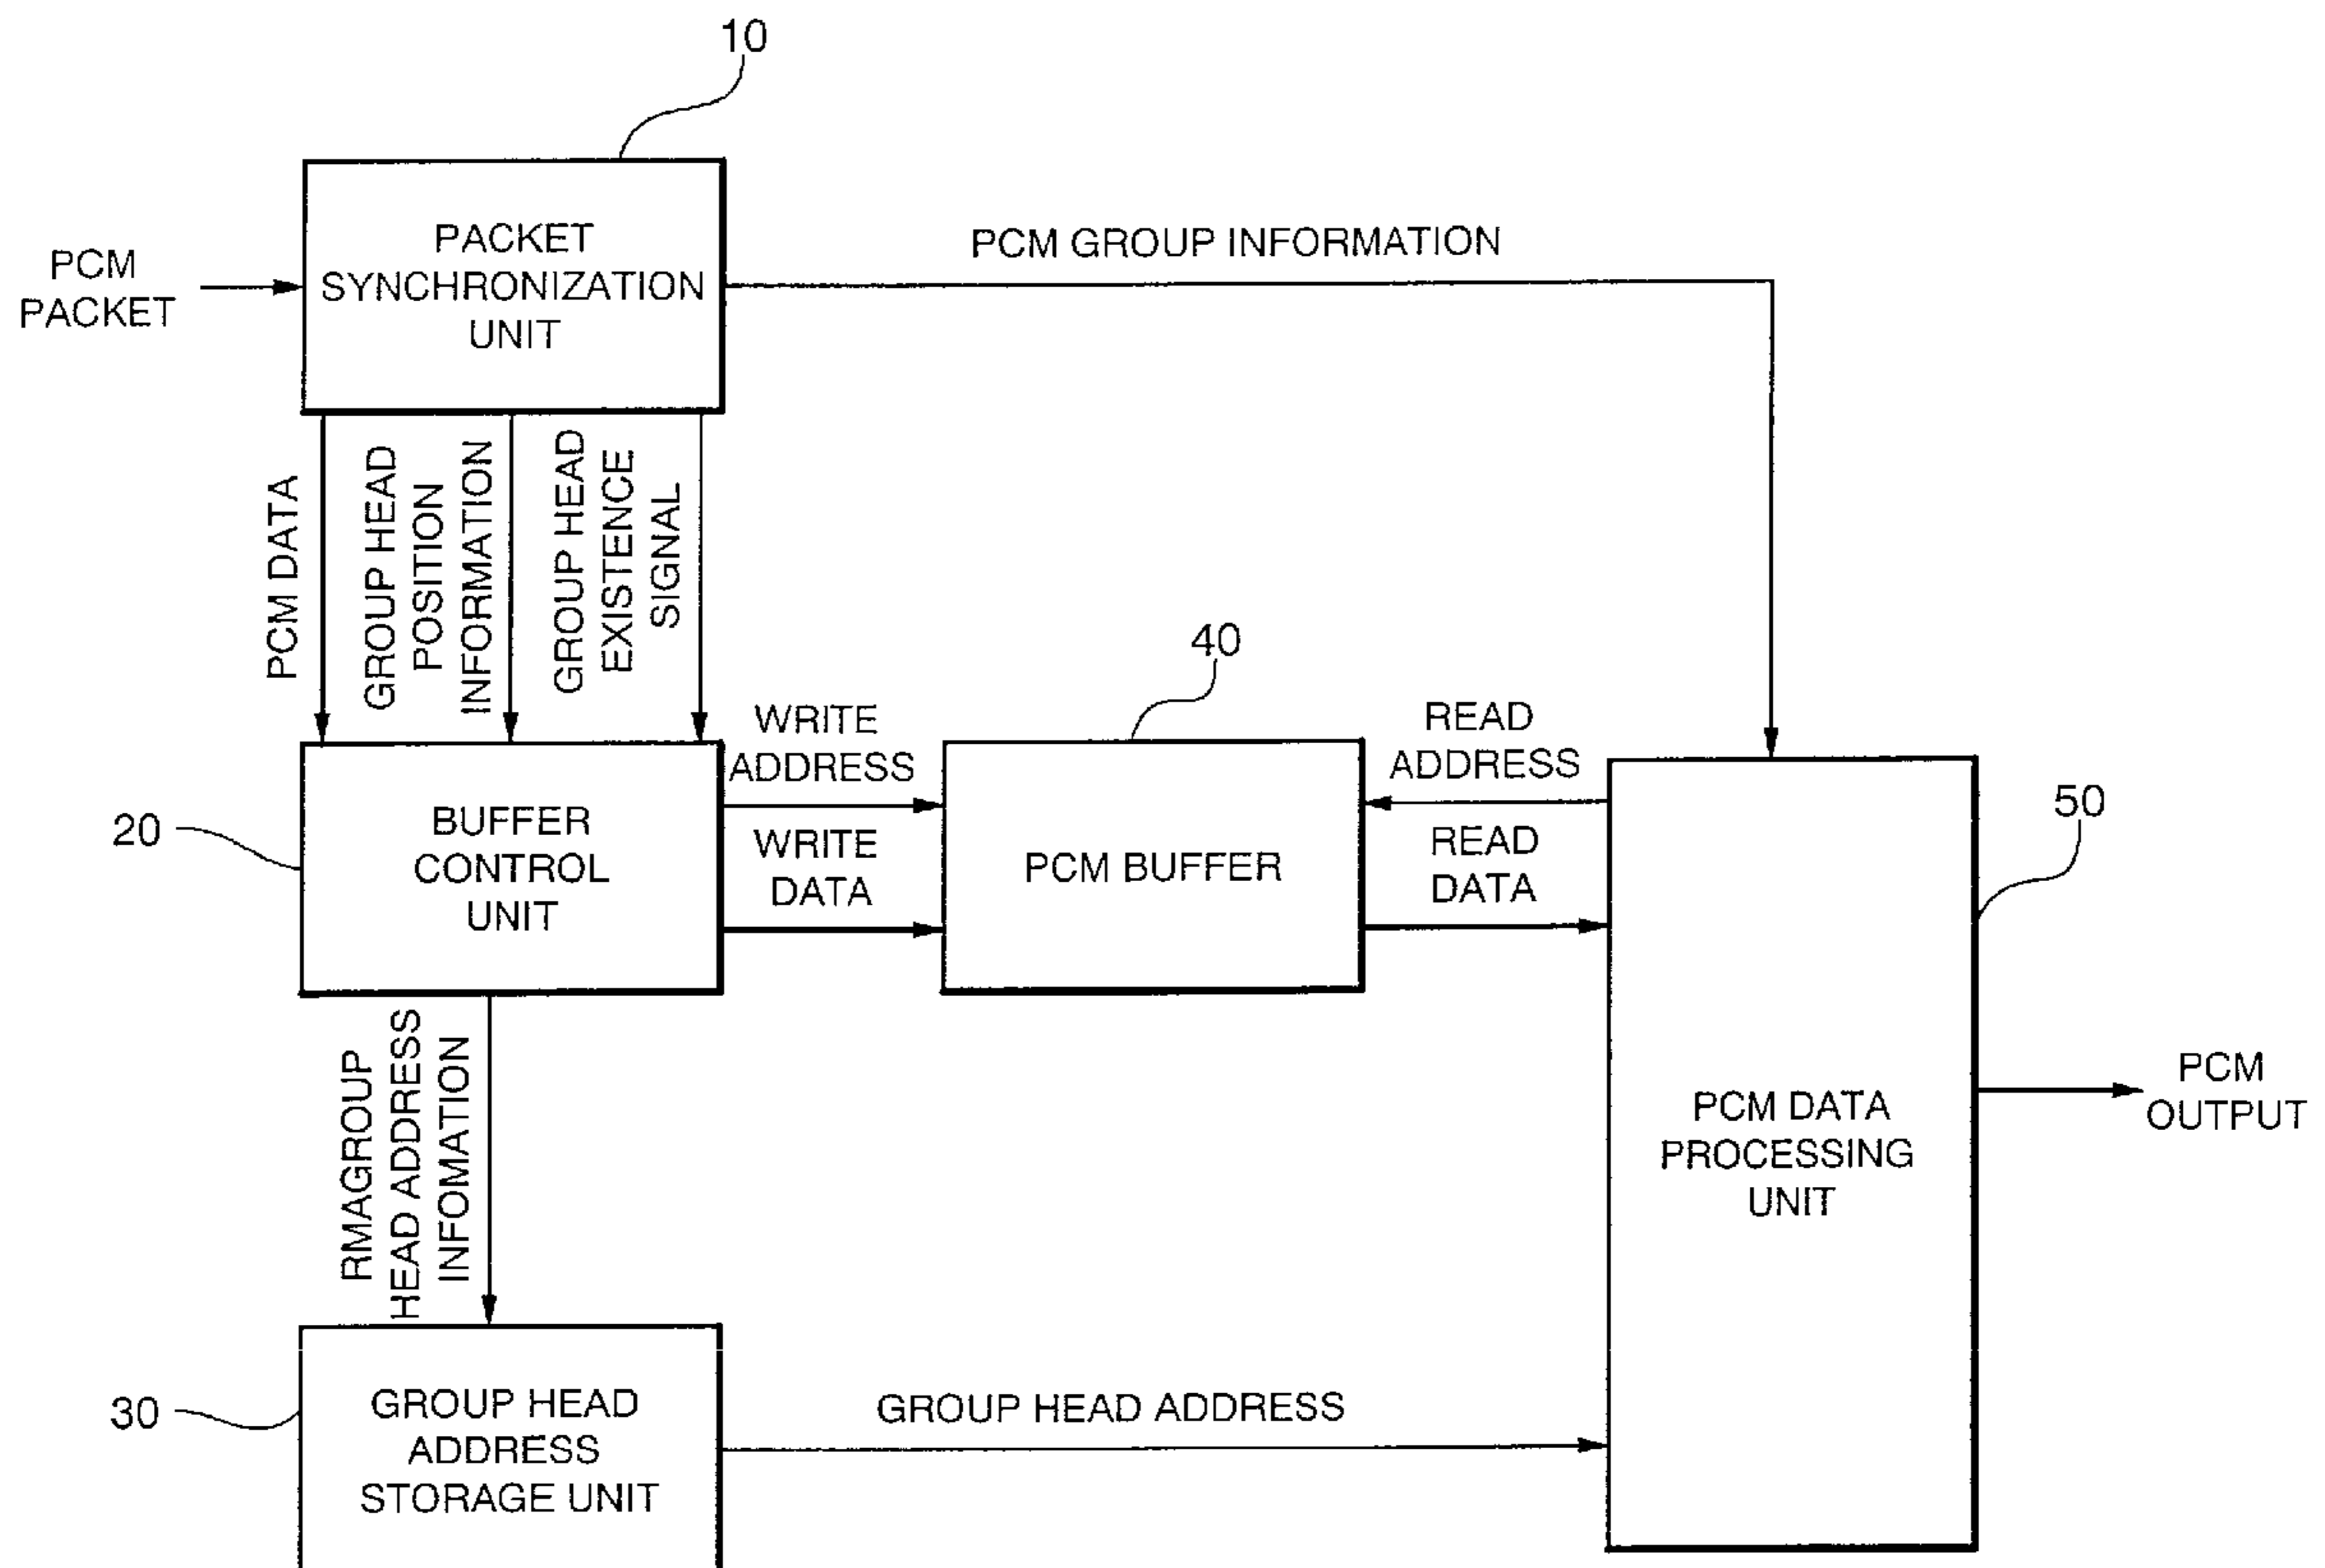 10
PACKET
SYNCHRONIZATION
UNIT
PCM
PACKET
PCM GROUP INFORMATION
PCM DATA
GROUP HEAD
POSITION
INFORMATION
GROUP HEAD
EXISTENCE
SIGNAL
20
BUFFER
CONTROL
UNIT
WRITE
ADDRESS
WRITE
DATA
40
PCM BUFFER
READ
ADDRESS
READ
DATA
50
PCM DATA
PROCESSING
UNIT
PCM
OUTPUT
RMAGROUP
HEAD ADDRESS
INFOMATION
30
GROUP HEAD
ADDRESS
STORAGE UNIT
GROUP HEAD ADDRESS